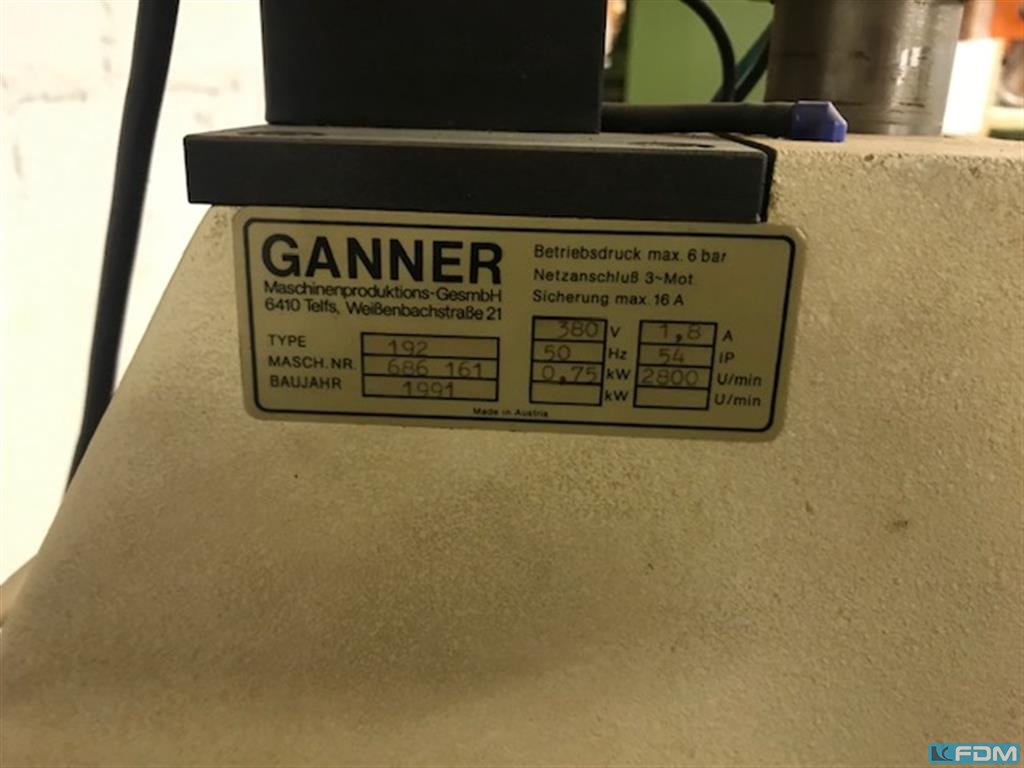 GANNER
Maschinenproduktions-GesmbH
6410 Telfs, Weißenbachstraße 21
TYPE 192
MASCH.NR. 686 161
BAUJAHR 1991
Betriebsdruck max. 6 bar
Netzanschluß 3~Mot
Sicherung max. 16 A
380 V 1,8 A
50 Hz 54 IP
0,75 kW 2800 U/min
kW U/min
Made in Austria
KFDM